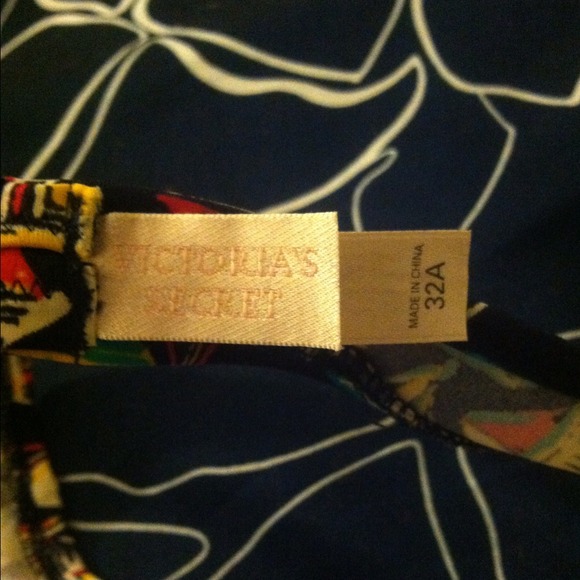 VICTORIA'S
SECRET
MADE IN CHINA
32A